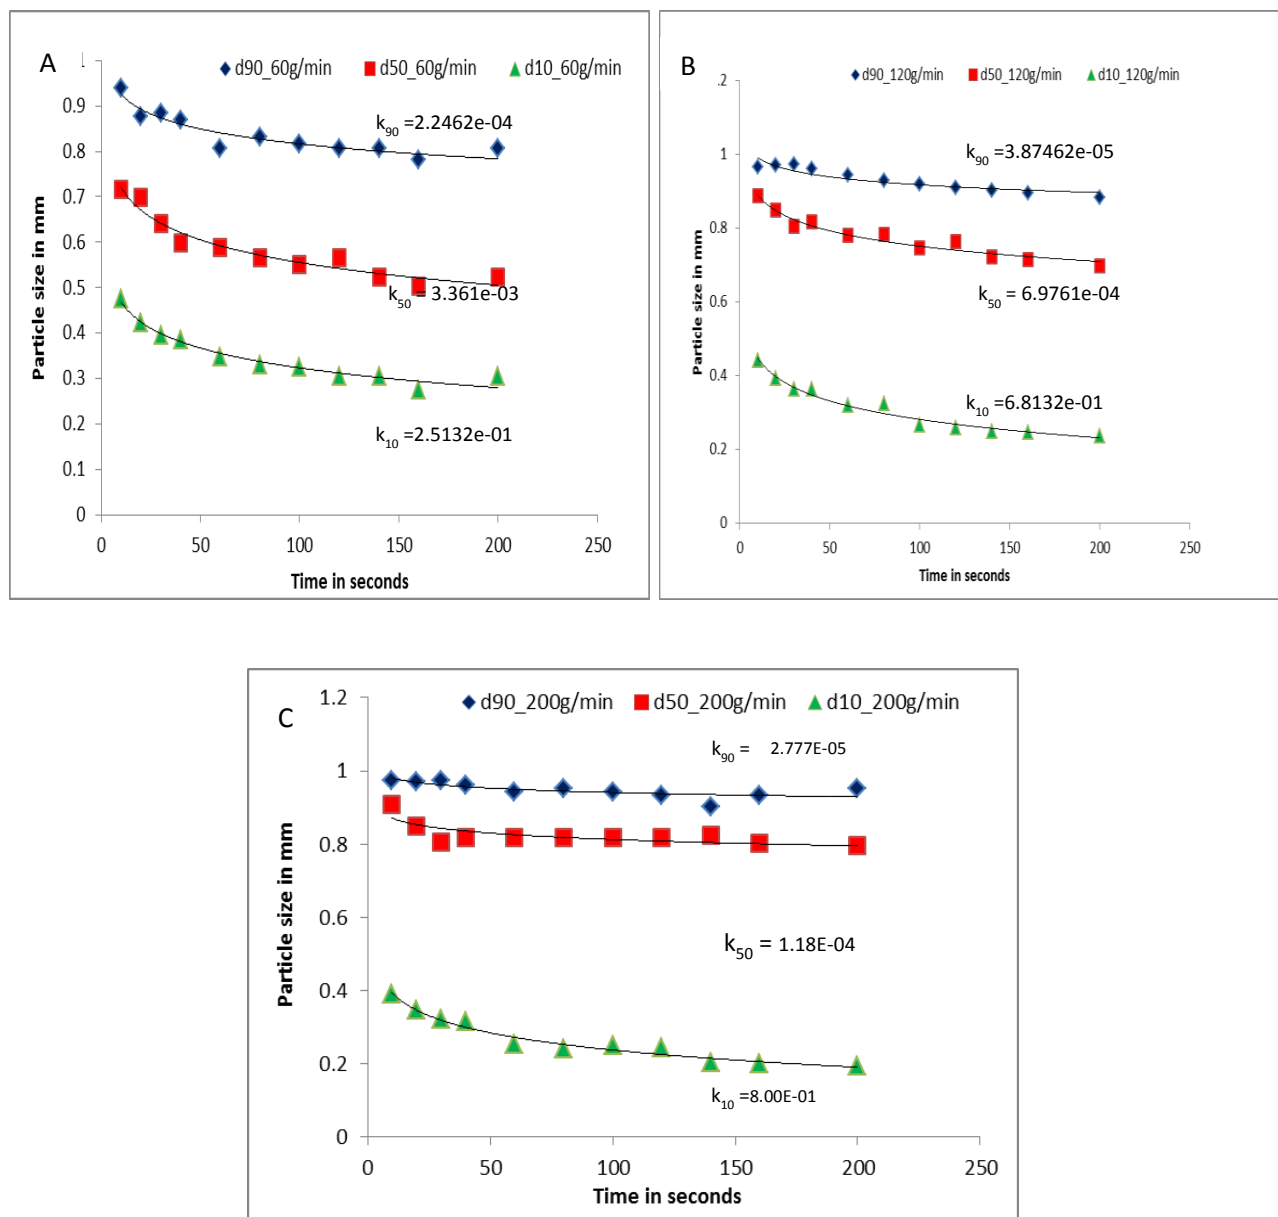 A
d90_60g/min d50_60g/min d10_60g/min
k90 =2.2462e-04
k50 = 3.361e-03
k10 =2.5132e-01
Particle size in mm
0.9
0.8
0.7
0.6
0.5
0.4
0.3
0.2
0.1
0
0 50 100 150 200 250
Time in seconds
B
d90_120g/min d50_120g/min d10_120g/min
k90 =3.87462e-05
k50 = 6.9761e-04
k10 =6.8132e-01
Particle size in mm
.2
1
0.8
0.6
0.4
0.2
0
0 50 100 150 200 250
Time in seconds
C
d90_200g/min d50_200g/min d10_200g/min
k90 = 2.777E-05
k50 = 1.18E-04
k10 =8.00E-01
Particle size in mm
1.2
1
0.8
0.6
0.4
0.2
0
0 50 100 150 200 250
Time in seconds